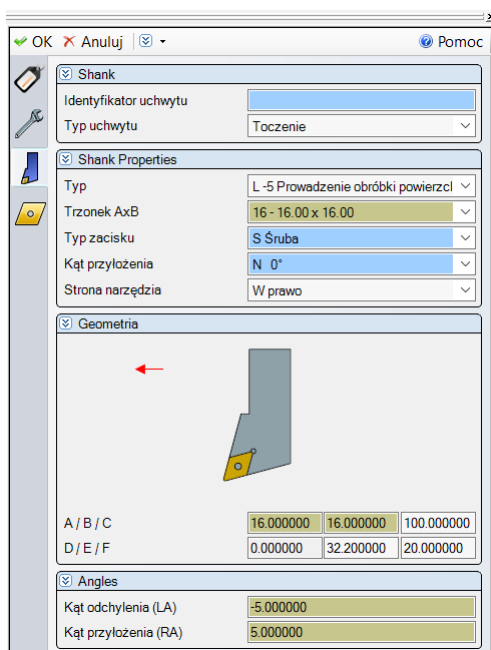 OK Anuluj Pomoc
Shank
Identyfikator uchwytu
Typ uchwytu Toczenie
Shank Properties
Typ L -5 Prowadzenie obróbki powierzcl
Trzonek AxB 16 - 16.00 x 16.00
Typ zacisku S Śruba
Kąt przyłożenia N 0°
Strona narzędzia W prawo
Geometria
A / B / C 16.000000 16.000000 100.000000
D / E / F 0.000000 32.200000 20.000000
Angles
Kąt odchylenia (LA) -5.000000
Kąt przyłożenia (RA) 5.000000